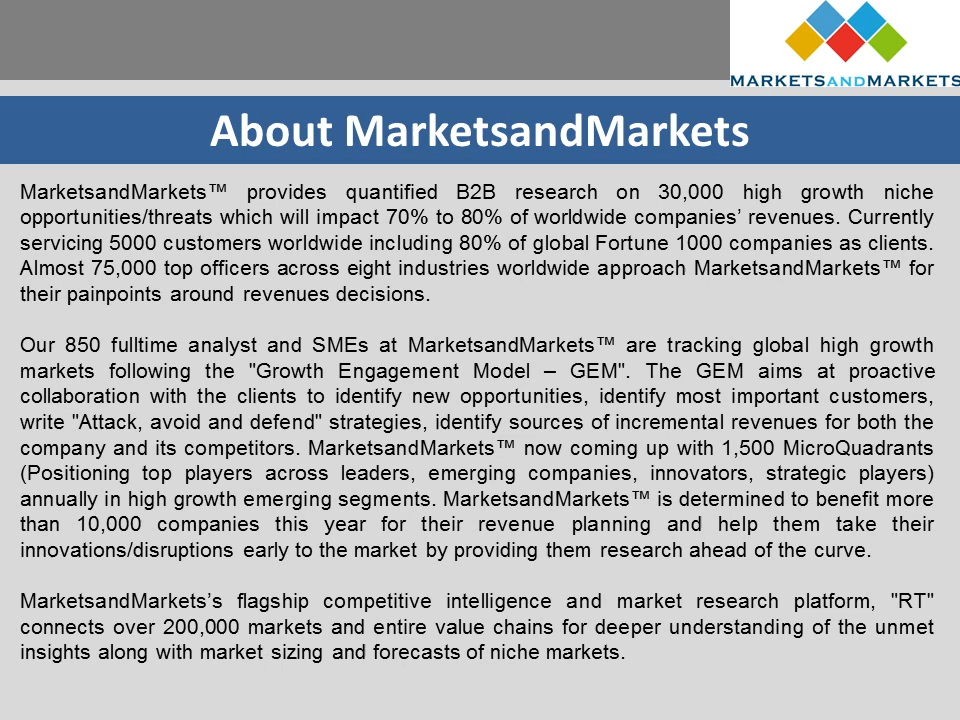 MARKETSANDMARKETS
About MarketsandMarkets
MarketsandMarkets™ provides quantified B2B research on 30,000 high growth niche
opportunities/threats which will impact 70% to 80% of worldwide companies’ revenues. Currently
servicing 5000 customers worldwide including 80% of global Fortune 1000 companies as clients.
Almost 75,000 top officers across eight industries worldwide approach MarketsandMarkets™ for
their painpoints around revenues decisions.
Our 850 fulltime analyst and SMEs at MarketsandMarkets™ are tracking global high growth
markets following the "Growth Engagement Model – GEM". The GEM aims at proactive
collaboration with the clients to identify new opportunities, identify most important customers,
write "Attack, avoid and defend" strategies, identify sources of incremental revenues for both the
company and its competitors. MarketsandMarkets™ now coming up with 1,500 MicroQuadrants
(Positioning top players across leaders, emerging companies, innovators, strategic players)
annually in high growth emerging segments. MarketsandMarkets™ is determined to benefit more
than 10,000 companies this year for their revenue planning and help them take their
innovations/disruptions early to the market by providing them research ahead of the curve.
MarketsandMarkets’s flagship competitive intelligence and market research platform, "RT"
connects over 200,000 markets and entire value chains for deeper understanding of the unmet
insights along with market sizing and forecasts of niche markets.